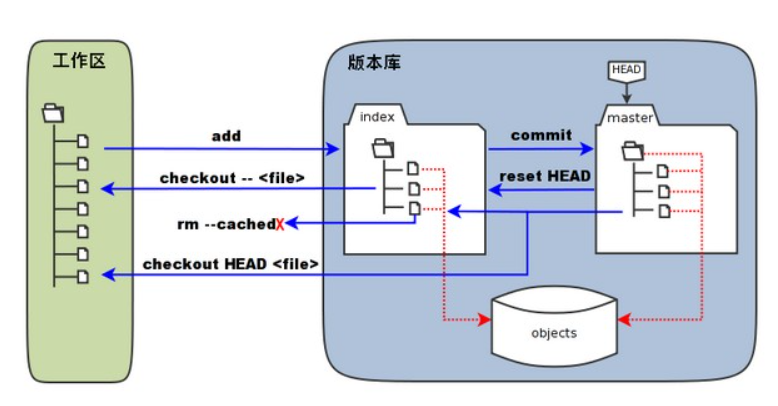 工作区
版本库
HEAD
index
master
add
commit
checkout -- <file>
reset HEAD
rm --cachedX
checkout HEAD <file>
objects